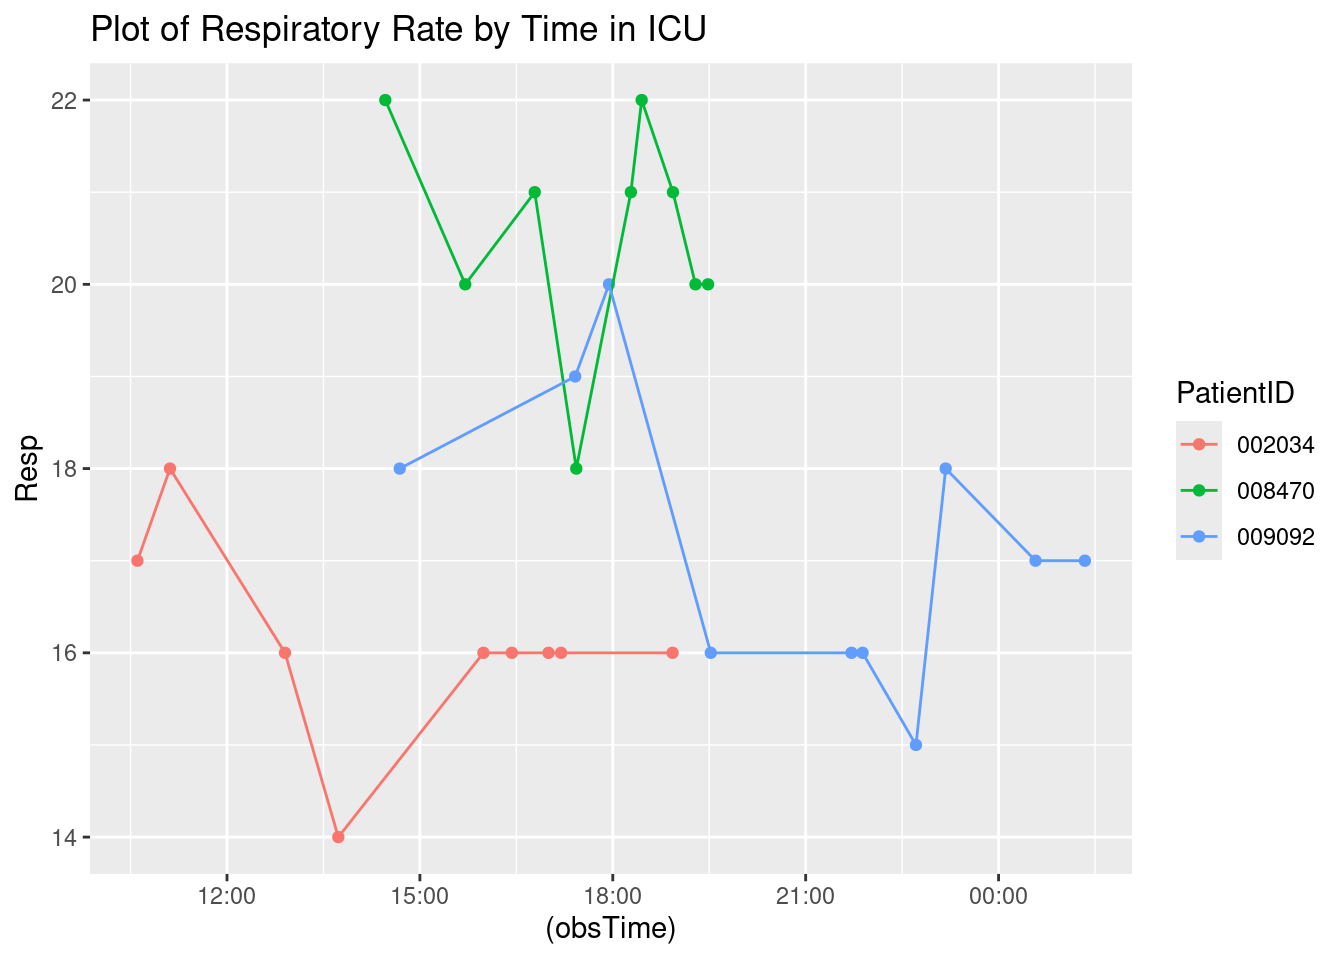 Plot of Respiratory Rate by Time in ICU
22
20
18
16
14
Resp
12:00 15:00 18:00 21:00 00:00
(obsTime)
PatientID
002034
008470
009092